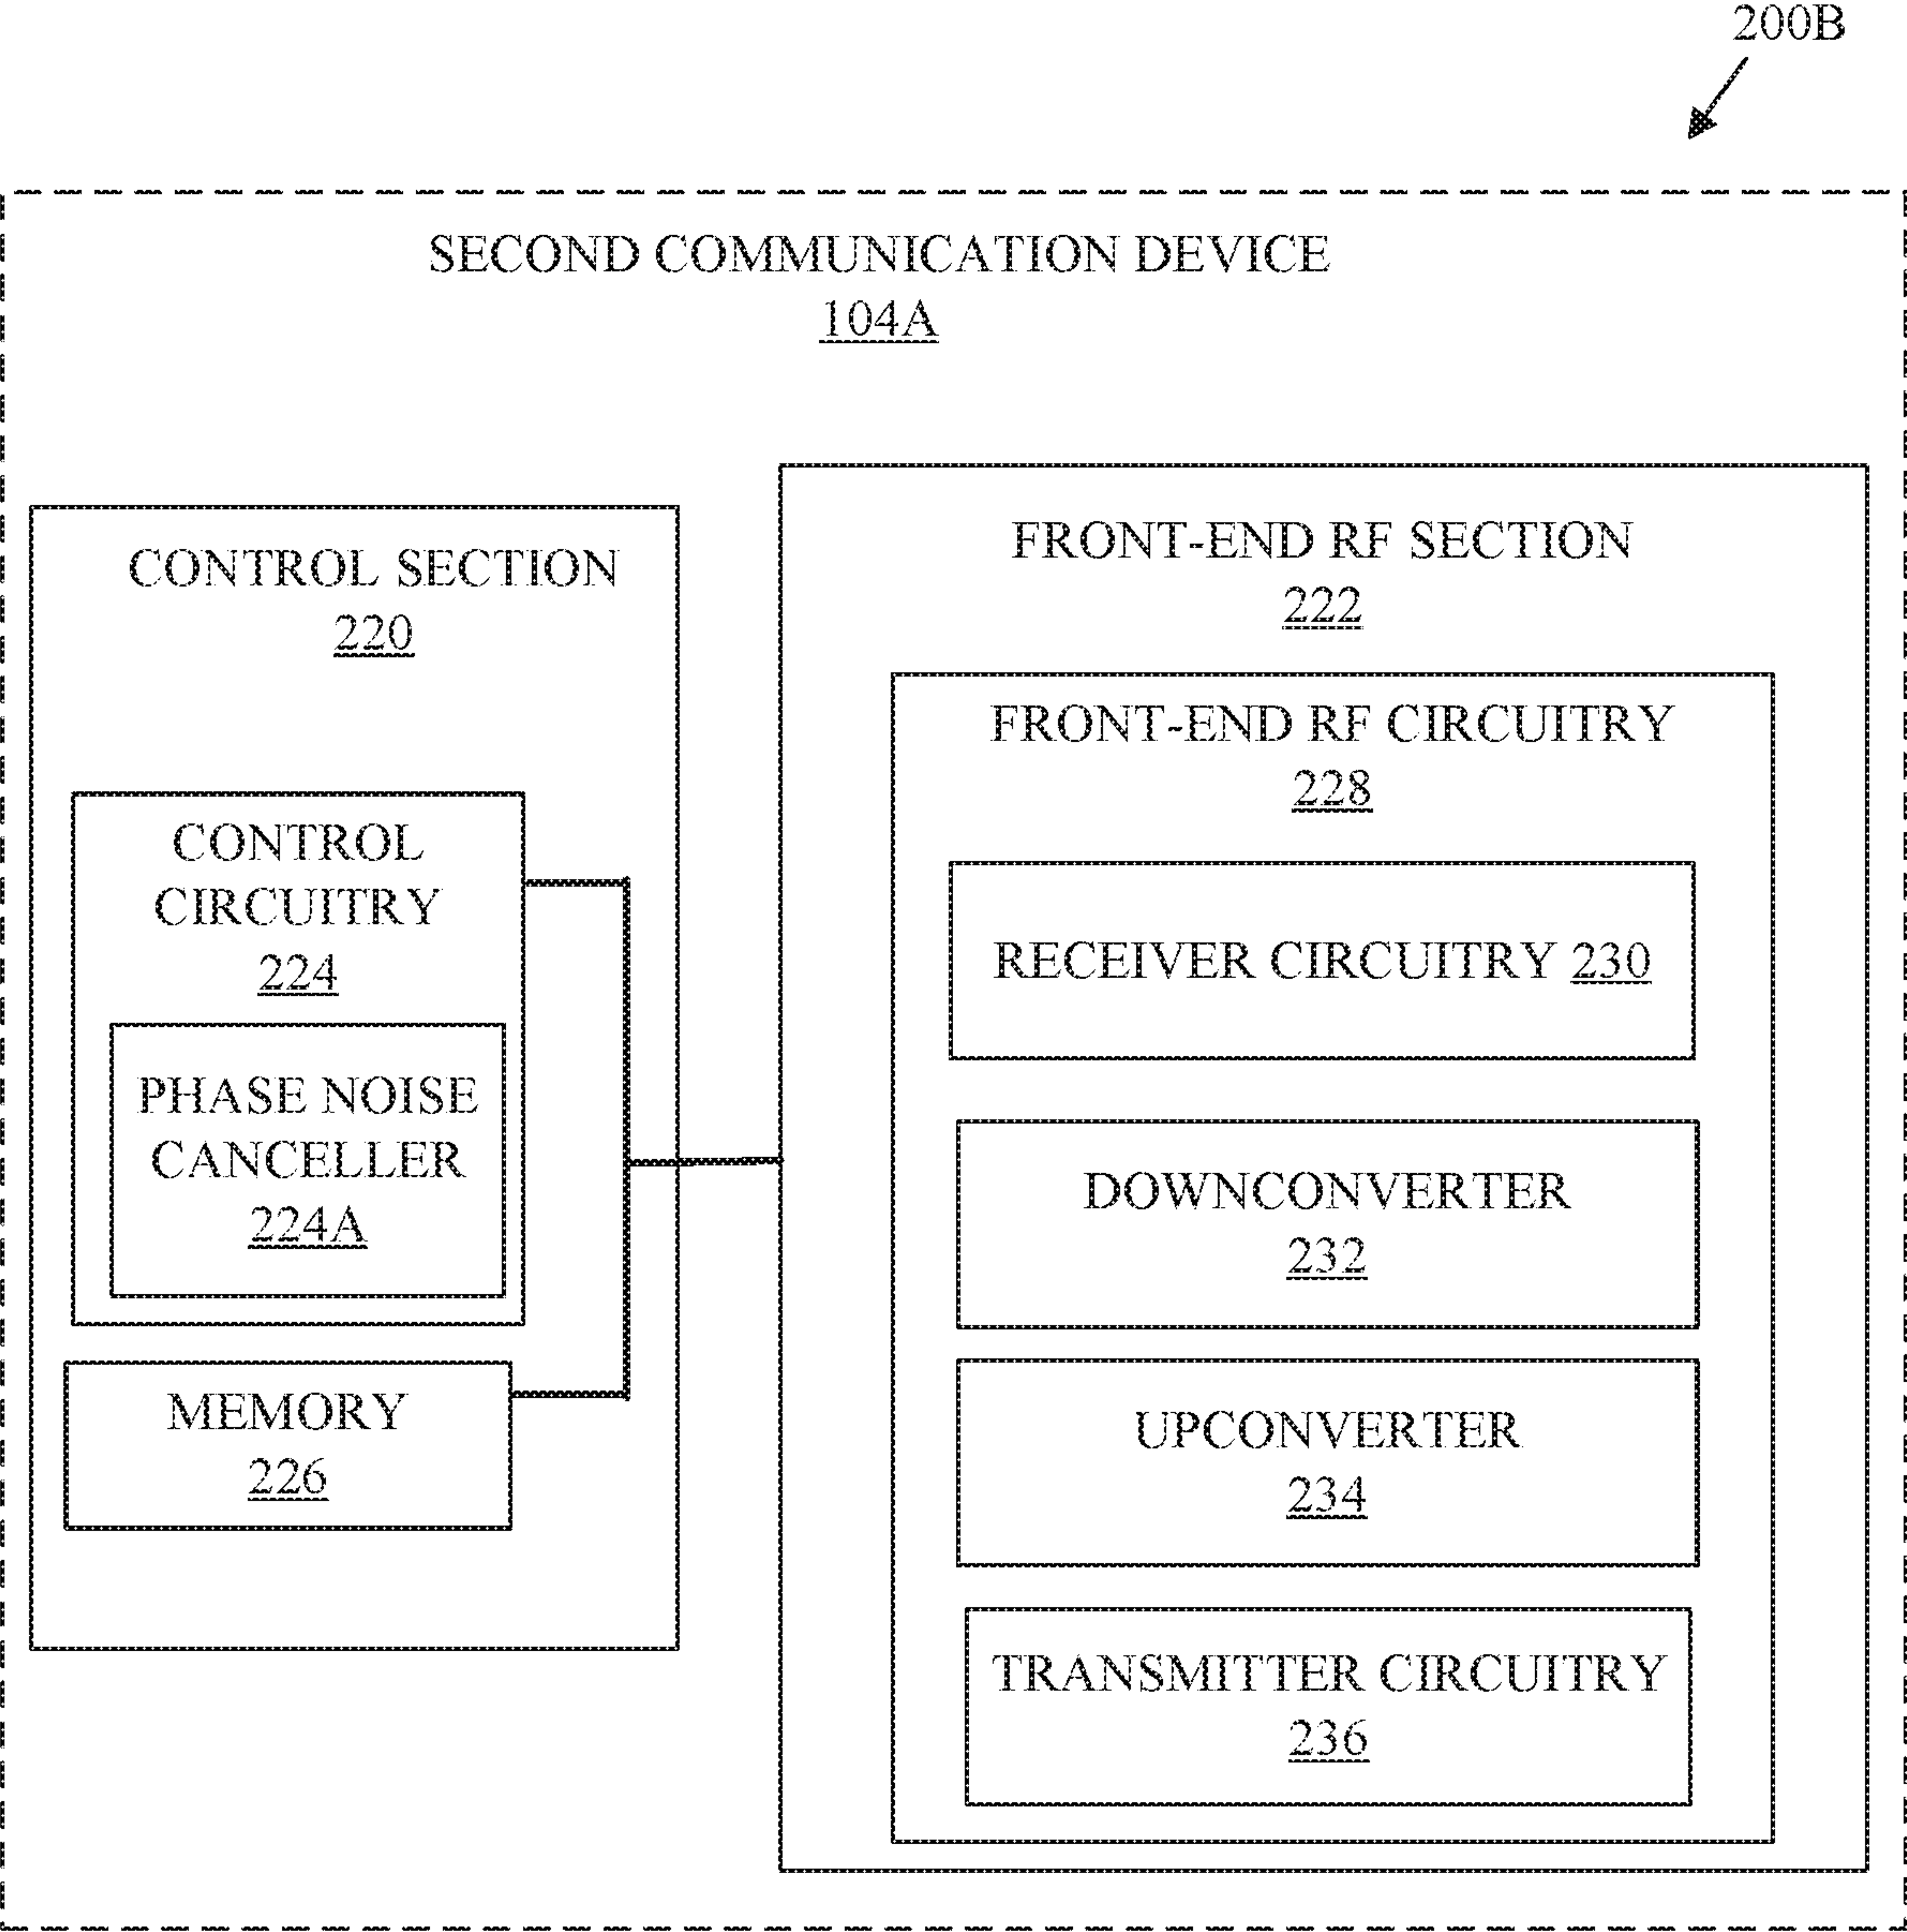 200B
SECOND COMMUNICATION DEVICE
104A
CONTROL SECTION
220
CONTROL
CIRCUITRY
224
PHASE NOISE
CANCELLER
224A
MEMORY
226
FRONT-END RF SECTION
222
FRONT-END RF CIRCUITRY
228
RECEIVER CIRCUITRY 230
DOWNCONVERTER
232
UPCONVERTER
234
TRANSMITTER CIRCUITRY
236